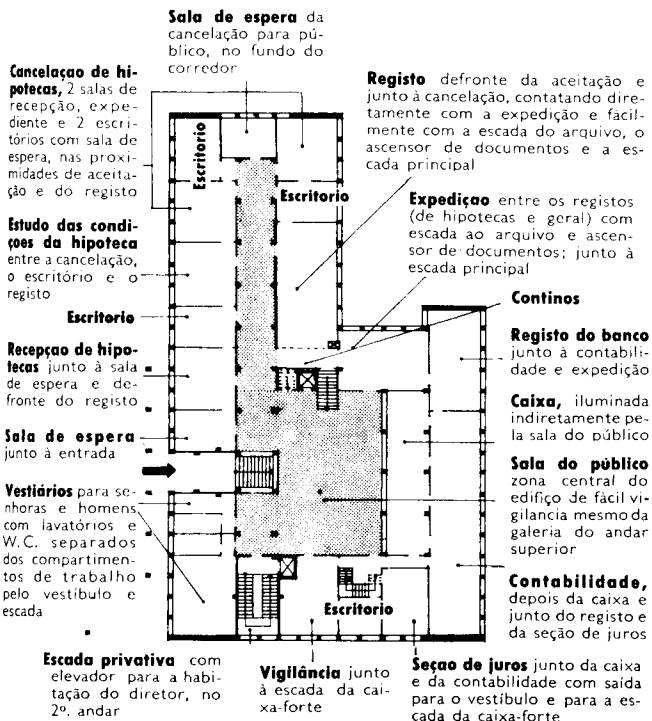 Sala de espera da
cancelação para pú-
blico, no fundo do
corredor
Cancelaçao de hi-
potecas, 2 salas de
recepção, expe-
diente e 2 escri-
tórios com sala de
espera, nas proxi-
midades de aceita-
ção e do registo
Estudo das condi-
çoes da hipoteca
entre a cancelação,
o escritório e o
registo
Escritorio
Recepçao de hipo-
tecas junto à sala
de espera e de-
fronte do registo
Sala de espera
junto à entrada
Vestiários para se-
nhoras e homens
com lavatórios e
W.C. separados
dos compartimen-
tos de trabalho
pelo vestíbulo e
escada
Escritorio
Escritorio
Registo defronte da aceitação e
junto à cancelação, contatando dire-
tamente com a expedição e fàcil-
mente com a escada do arquivo, o
ascensor de documentos e a es-
cada principal
Expediçao entre os registos
(de hipotecas e geral) com
escada ao arquivo e ascen-
sor de documentos; junto à
escada principal
Continos
Registo do banco
junto à contabili-
dade e expedição
Caixa, iluminada
indiretamente pe-
la sala do público
Sala do público
zona central do
edifiço de fàcil vi-
gilancia mesmo da
galeria do andar
superior
Contabilidade,
depois da caixa e
junto do registo e
da seção de juros
Escritorio
Escada privativa com
elevador para a habi-
tação do diretor, no
2º. andar
Vigilância junto
à escada da cai-
xa-forte
Seçao de juros junto da caixa
e da contabilidade com saída
para o vestíbulo e para a es-
cada da caixa-forte